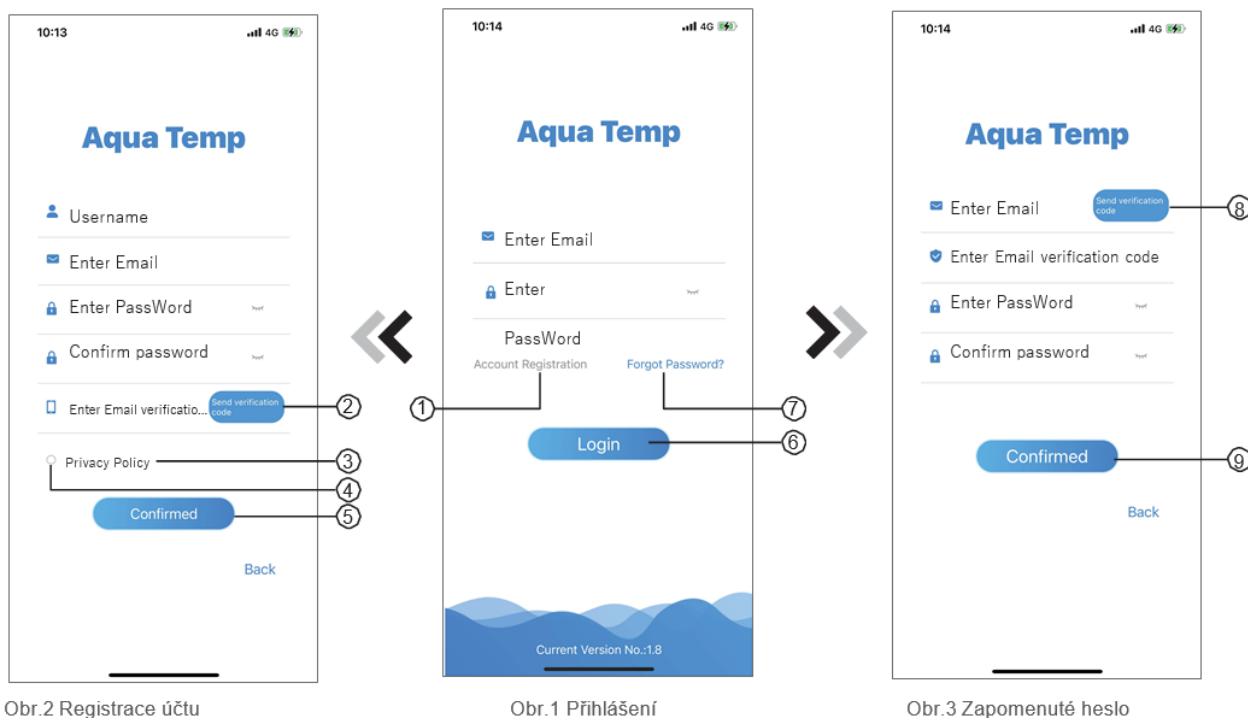 10:13
4G
Aqua Temp
Username
Enter Email
Enter PassWord
Confirm password
Enter Email verificatio...
Send verification
code
②
Privacy Policy
③
④
Confirmed
⑤
Back
Obr.2 Registrace účtu
10:14
4G
Aqua Temp
Enter Email
Enter
PassWord
Account Registration
Forgot Password?
①
⑦
Login
⑥
Current Version No.:1.8
Obr.1 Přihlášení
10:14
4G
Aqua Temp
Enter Email
Send verification
code
⑧
Enter Email verification code
Enter PassWord
Confirm password
Confirmed
⑨
Back
Obr.3 Zapomenuté heslo